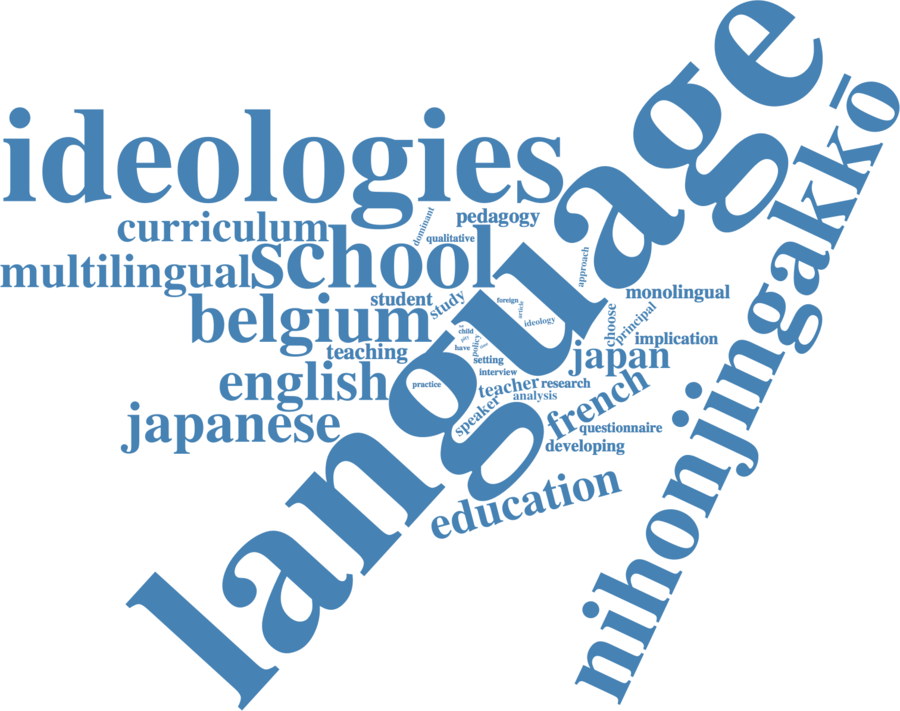 language
nihonjingakkō
ideologies
curriculum
dominant
pedagogy
qualitative
school
multilingual
approach
student
study
foreign
article
monolingual
belgium
ideology
choose
principal
implication
child
policy
have
teaching
setting
japan
interview
english
practice
teacher
research
analysis
french
speaker
japanese
questionnaire
developing
education